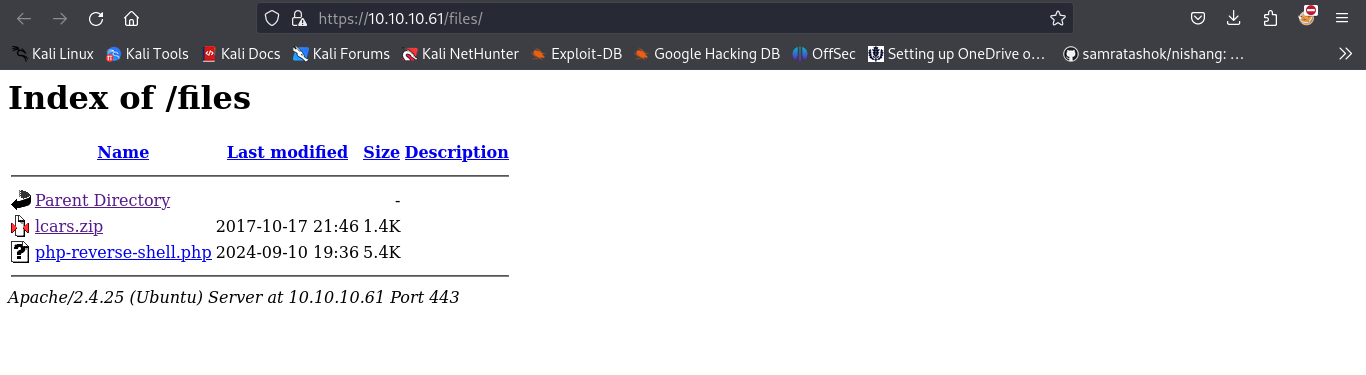 https://10.10.10.61/files/
Kali Linux Kali Tools Kali Docs Kali Forums Kali NetHunter Exploit-DB Google Hacking DB OffSec Setting up OneDrive o… samratashok/nishang: …
Index of /files
Name Last modified Size Description
Parent Directory -
lcars.zip 2017-10-17 21:46 1.4K
php-reverse-shell.php 2024-09-10 19:36 5.4K
Apache/2.4.25 (Ubuntu) Server at 10.10.10.61 Port 443